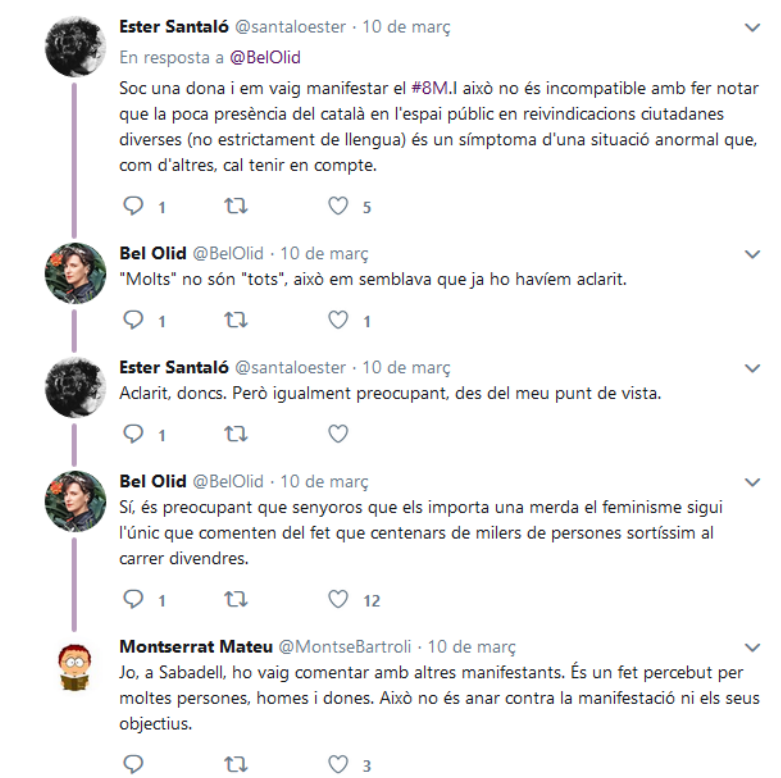 Ester Santaló @santaloester · 10 de març
En resposta a @BelOlid
Soc una dona i em vaig manifestar el #8M.I això no és incompatible amb fer notar
que la poca presència del català en l'espai públic en reivindicacions ciutadanes
diverses (no estrictament de llengua) és un símptoma d'una situació anormal que,
com d'altres, cal tenir en compte.
1 5
Bel Olid @BelOlid · 10 de març
"Molts" no són "tots", això em semblava que ja ho havíem aclarit.
1 1
Ester Santaló @santaloester · 10 de març
Aclarit, doncs. Però igualment preocupant, des del meu punt de vista.
1
Bel Olid @BelOlid · 10 de març
Sí, és preocupant que senyoros que els importa una merda el feminisme sigui
l'únic que comenten del fet que centenars de milers de persones sortíssim al
carrer divendres.
1 12
Montserrat Mateu @MontseBartroli · 10 de març
Jo, a Sabadell, ho vaig comentar amb altres manifestants. És un fet percebut per
moltes persones, homes i dones. Això no és anar contra la manifestació ni els seus
objectius.
3